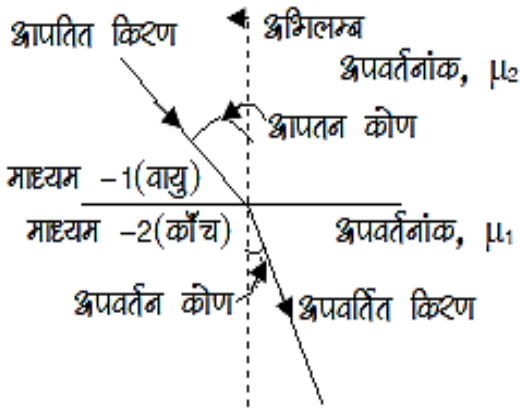 आपतित किरण
अभिलम्ब
अपवर्तनांक, μ2
आपतन कोण
माध्यम -1(वायु)
माध्यम -2(काँच)
अपवर्तनांक, μ1
अपवर्तन कोण
अपवर्तित किरण